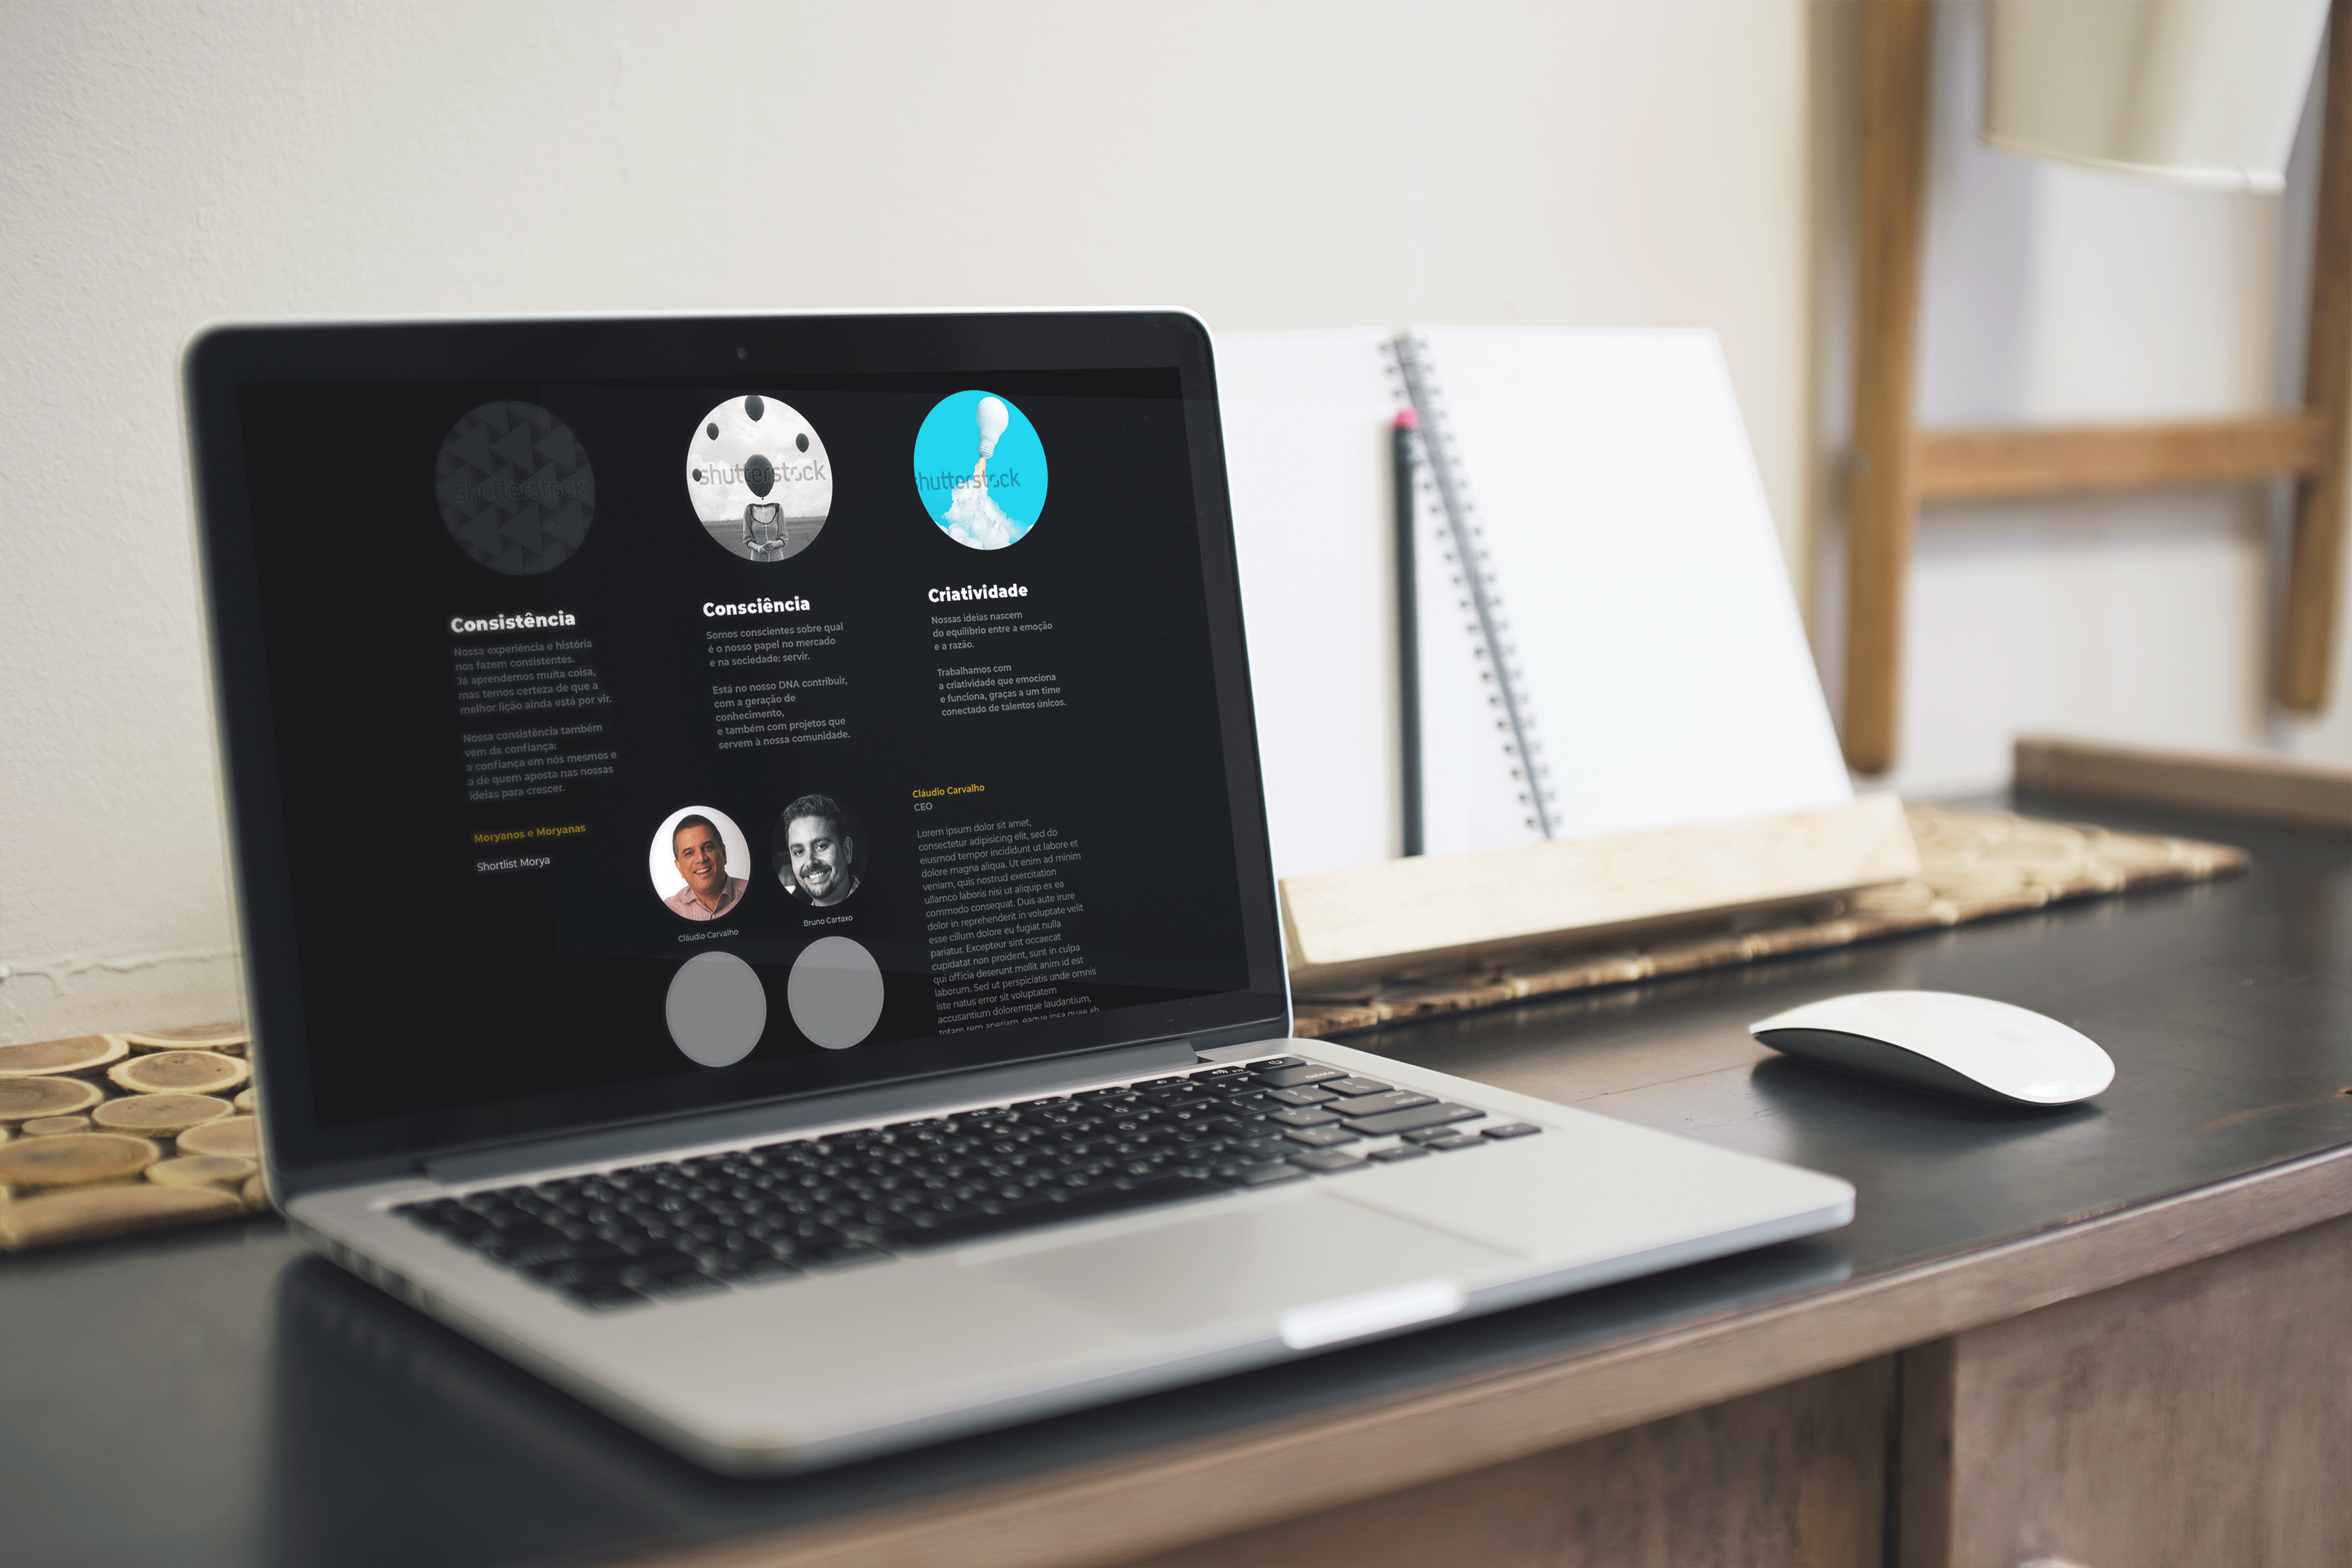 shutterstock
shutterstock
hutterstock
Consistência
Nossa experiência e história
nos fazem consistentes.
Já aprendemos muita coisa,
mas temos certeza de que a
melhor lição ainda está por vir.
Nossa consistência também
vem da confiança:
a confiança em nós mesmos e
a de quem aposta nas nossas
ideias para crescer.
Moryanos e Moryanas
Shortlist Morya
Consciência
Somos conscientes sobre qual
é o nosso papel no mercado
e na sociedade: servir.
Está no nosso DNA contribuir,
com a geração de
conhecimento,
e também com projetos que
servem à nossa comunidade.
Criatividade
Nossas ideias nascem
do equilíbrio entre a emoção
e a razão.
Trabalhamos com
a criatividade que emociona
e funciona, graças a um time
conectado de talentos únicos.
Cláudio Carvalho
Bruno Cartaxo
Cláudio Carvalho
CEO
Lorem ipsum dolor sit amet,
consectetur adipisicing elit, sed do
eiusmod tempor incididunt ut labore et
dolore magna aliqua. Ut enim ad minim
veniam, quis nostrud exercitation
ullamco laboris nisi ut aliquip ex ea
commodo consequat. Duis aute irure
dolor in reprehenderit in voluptate velit
esse cillum dolore eu fugiat nulla
pariatur. Excepteur sint occaecat
cupidatat non proident, sunt in culpa
qui officia deserunt mollit anim id est
laborum. Sed ut perspiciatis unde omnis
iste natus error sit voluptatem
accusantium doloremque laudantium,
totam rem aperiam, eaque ipsa quae ab